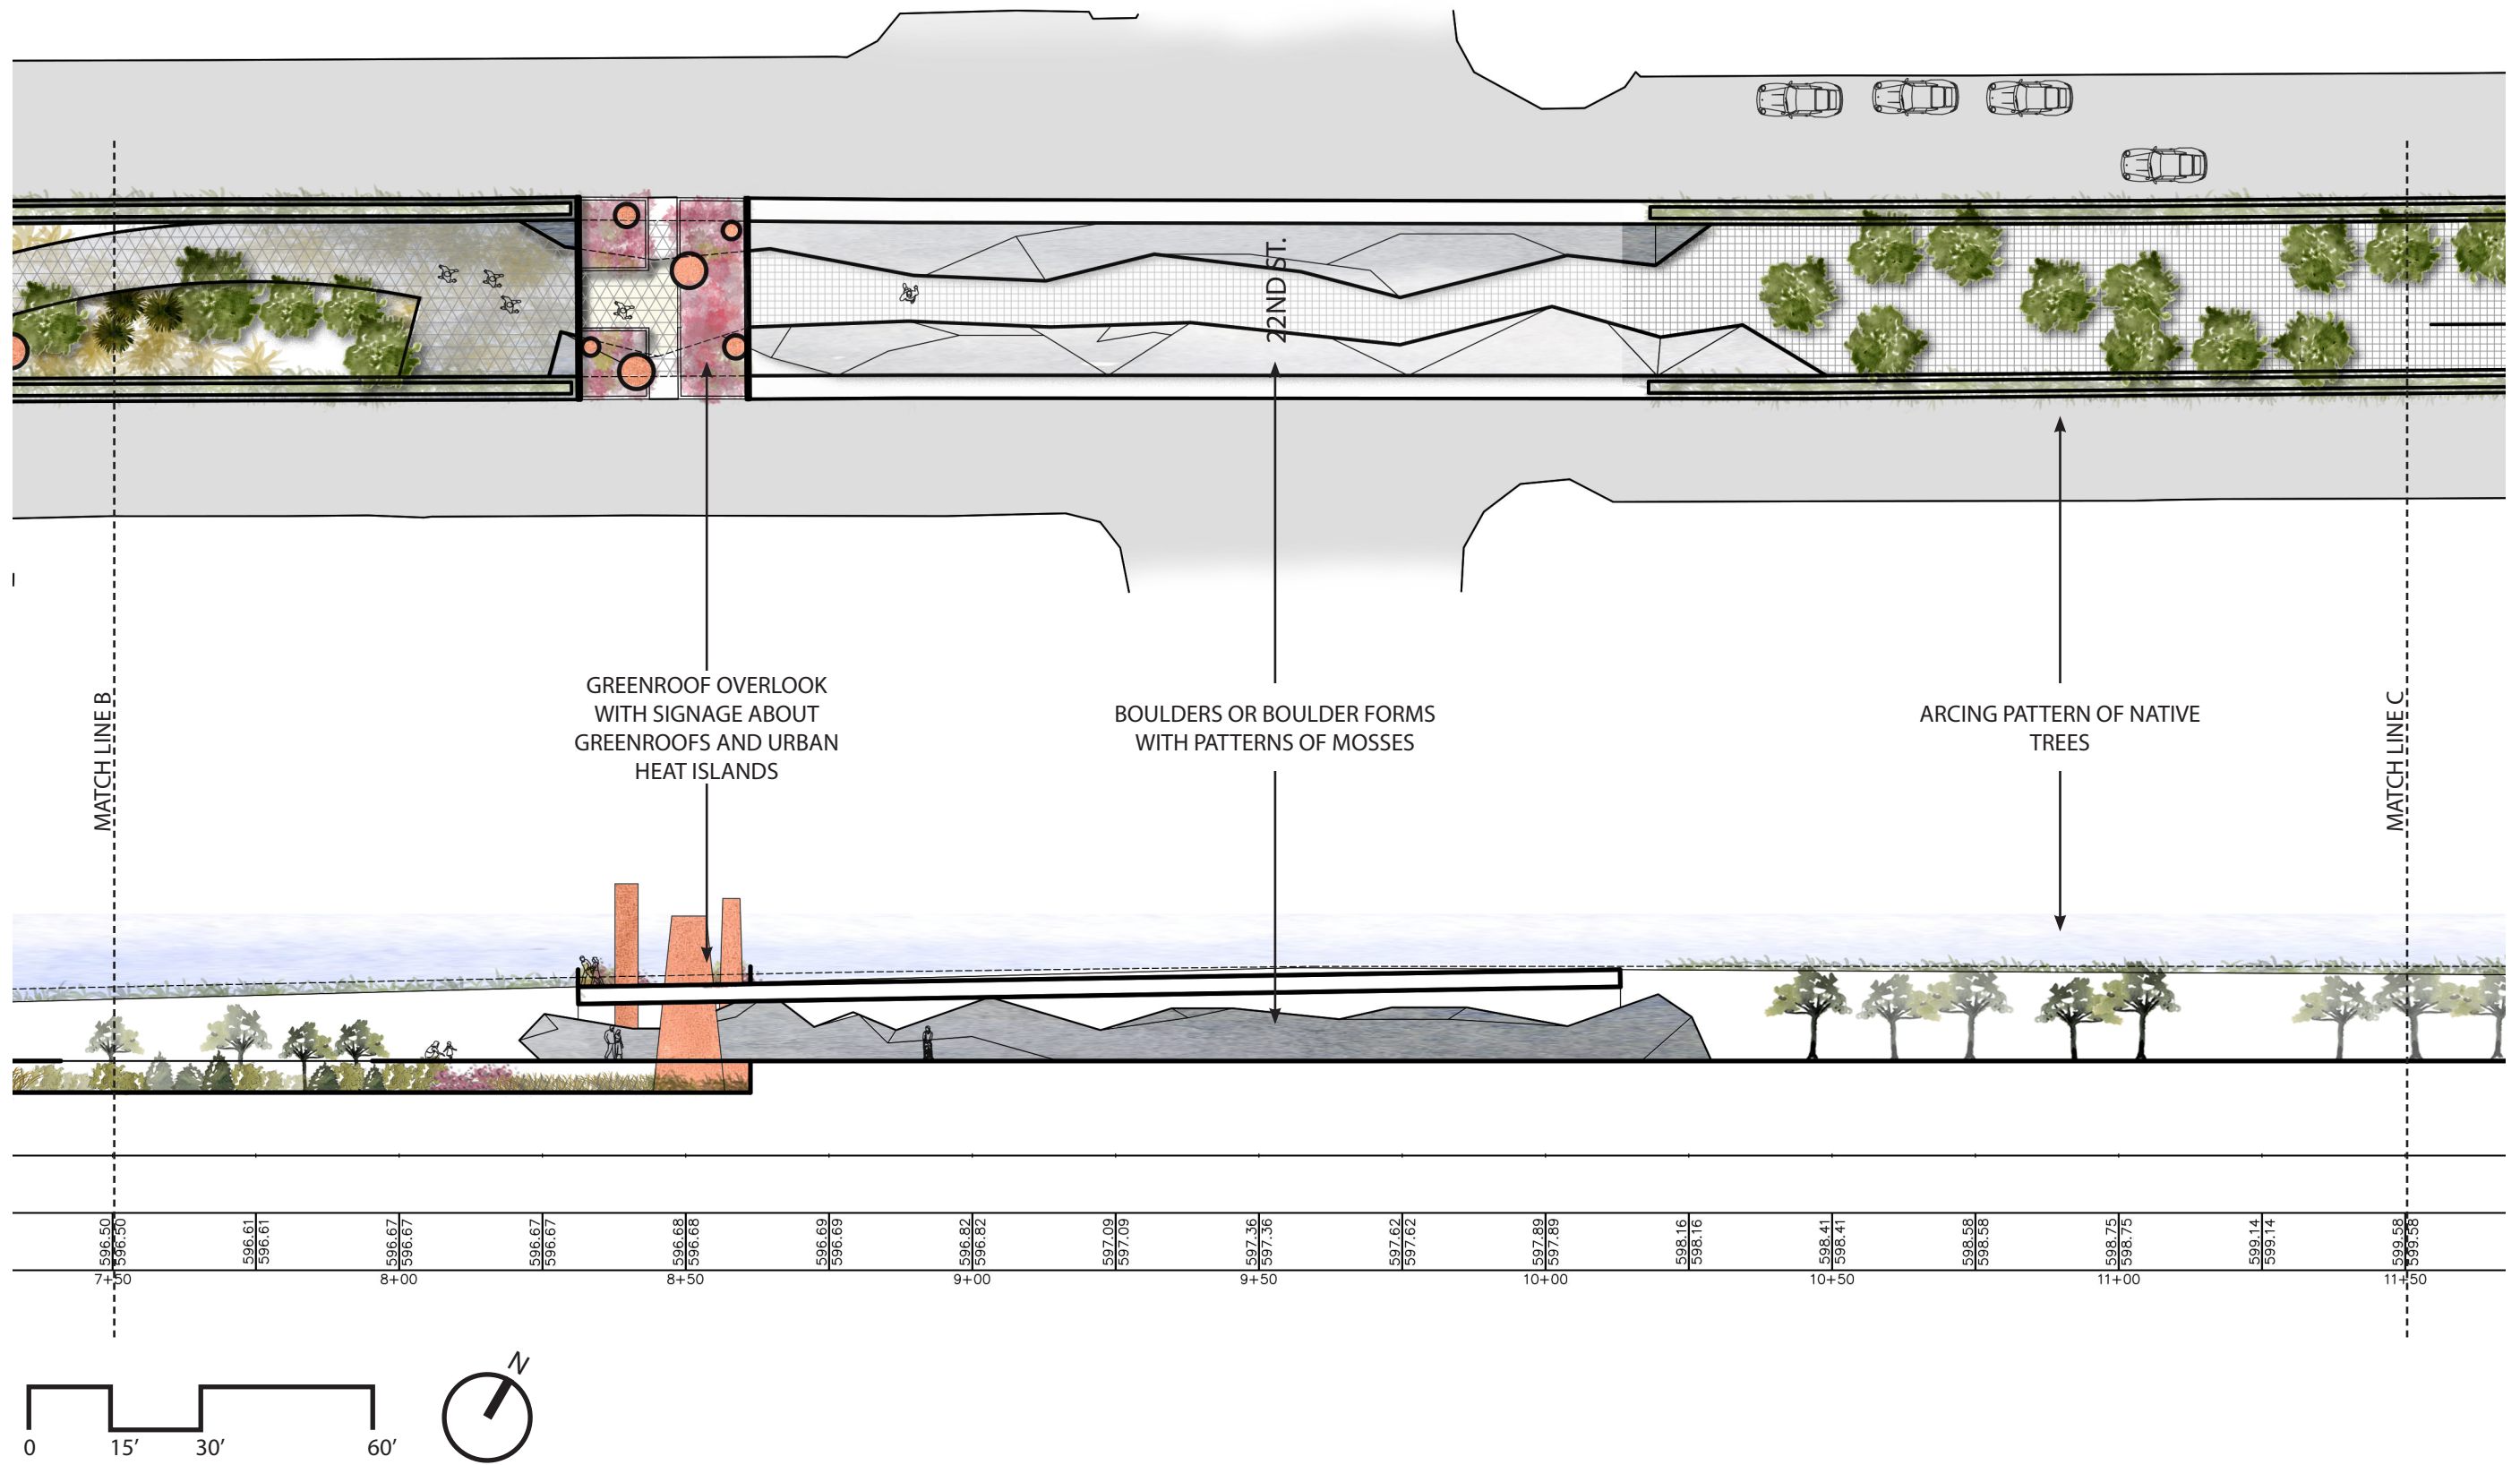 22ND ST.
MATCH LINE B
GREENROOF OVERLOOK
WITH SIGNAGE ABOUT
GREENROOFS AND URBAN
HEAT ISLANDS
BOULDERS OR BOULDER FORMS
WITH PATTERNS OF MOSSES
ARCING PATTERN OF NATIVE
TREES
MATCH LINE C
596.50 596.50
596.61 596.61
596.67 596.67
596.67 596.67
596.68 596.68
596.69 596.69
596.82 596.82
597.09 597.09
597.36 597.36
597.62 597.62
597.89 597.89
598.16 598.16
598.41 598.41
598.58 598.58
598.75 598.75
599.14 599.14
599.58 599.58
7+50 8+00 8+50 9+00 9+50 10+00 10+50 11+00 11+50
N
0 15’ 30’ 60’